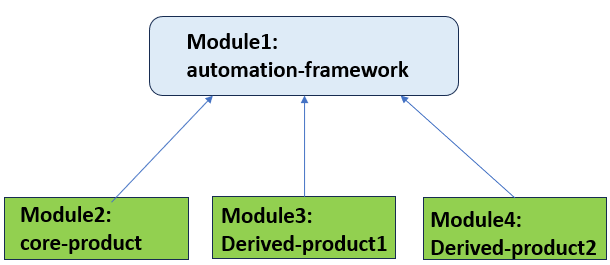 Module1:
automation-framework
Module2:
core-product
Module3:
Derived-product1
Module4:
Derived-product2